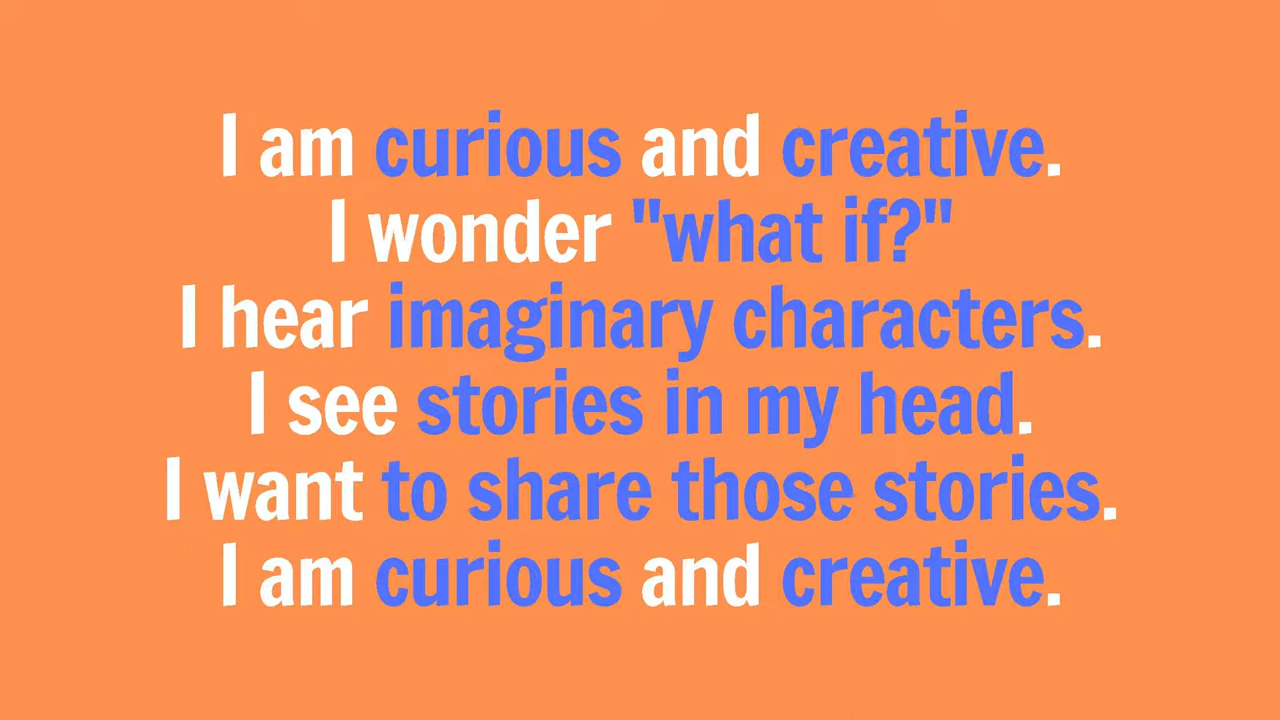 I am curious and creative.
I wonder "what if?"
I hear imaginary characters.
I see stories in my head.
I want to share those stories.
I am curious and creative.